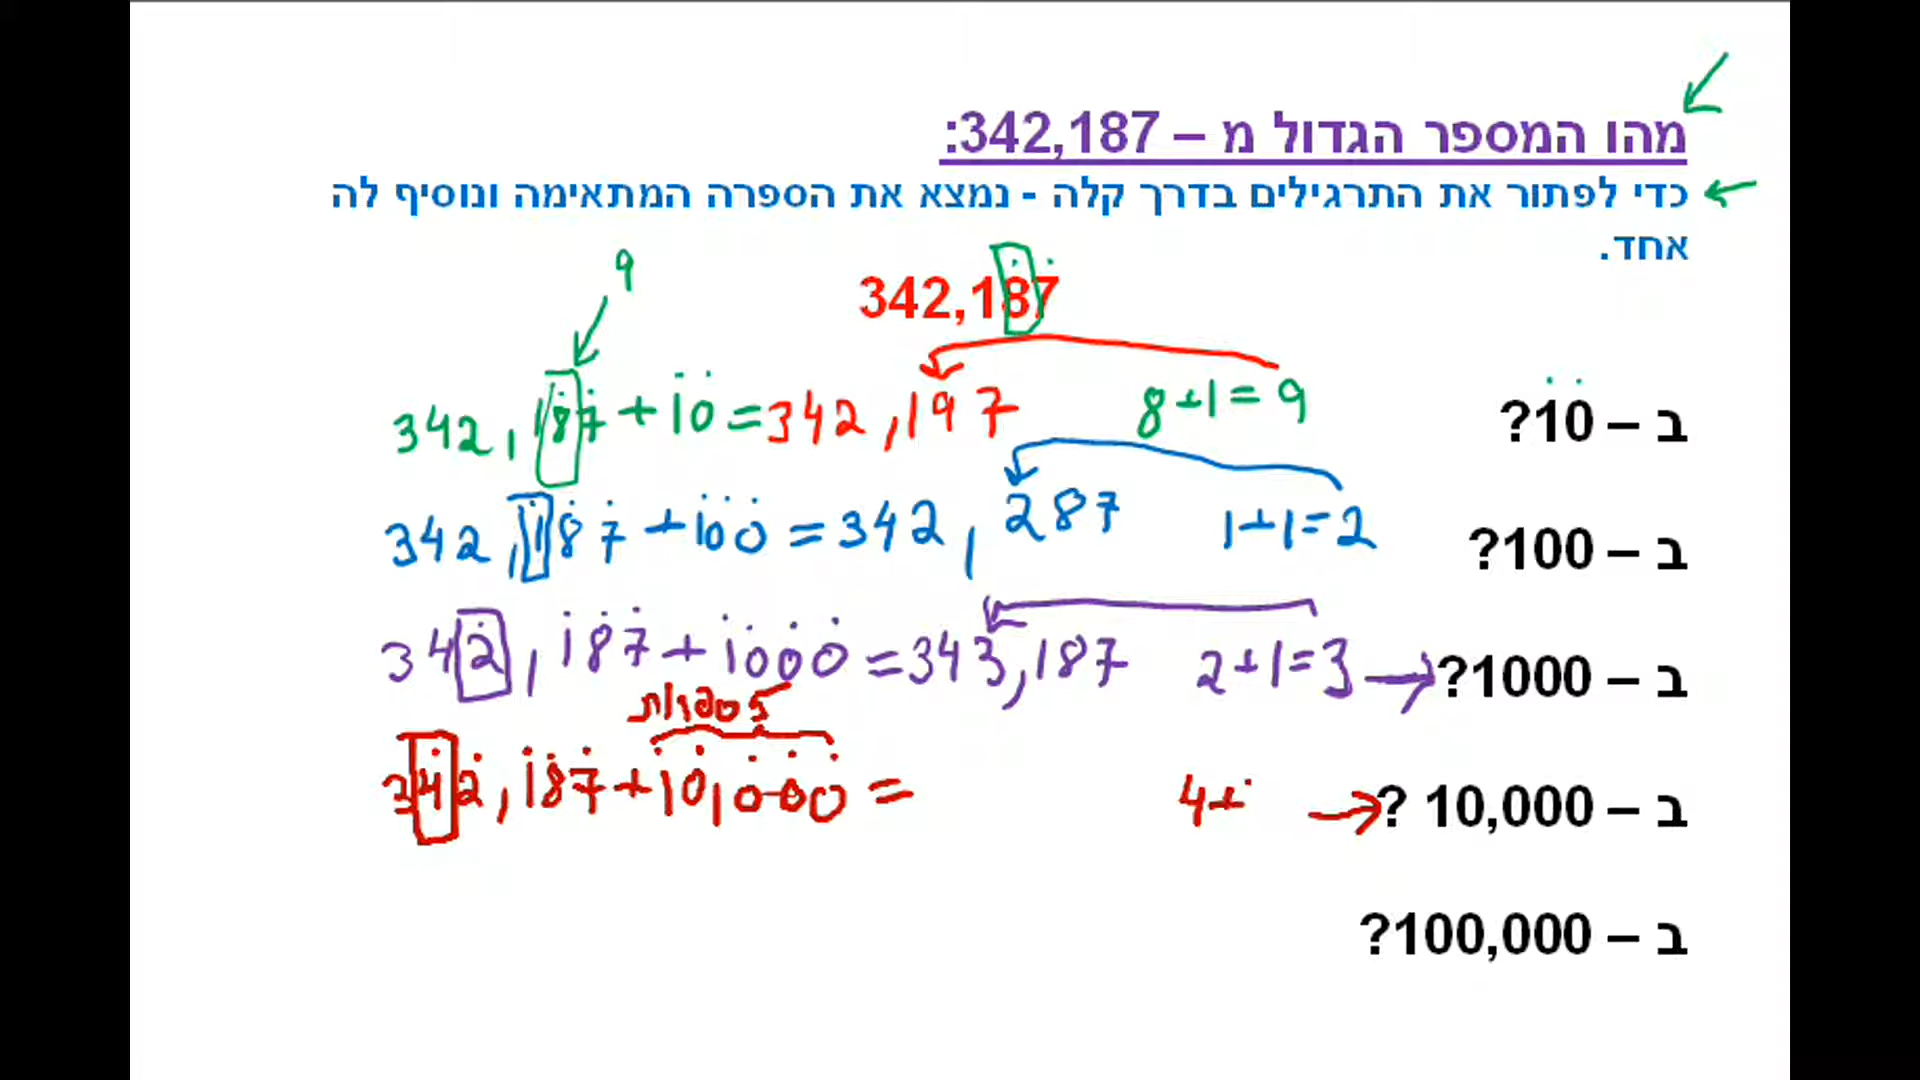 מהו המספר הגדול מ – 342,187:
כדי לפתור את התרגילים בדרך קלה - נמצא את הספרה המתאימה ונוסיף לה
אחד.
9
342,187
ב – 10?
8+1=9
342,187+10=342,197
ב – 100?
1+1=2
342,187+100=342,287
ב – 1000?
2+1=3
342,187+1000=343,187
5 ספרות
ב – 10,000 ?
4+
342,187+10,000=
ב – 100,000?